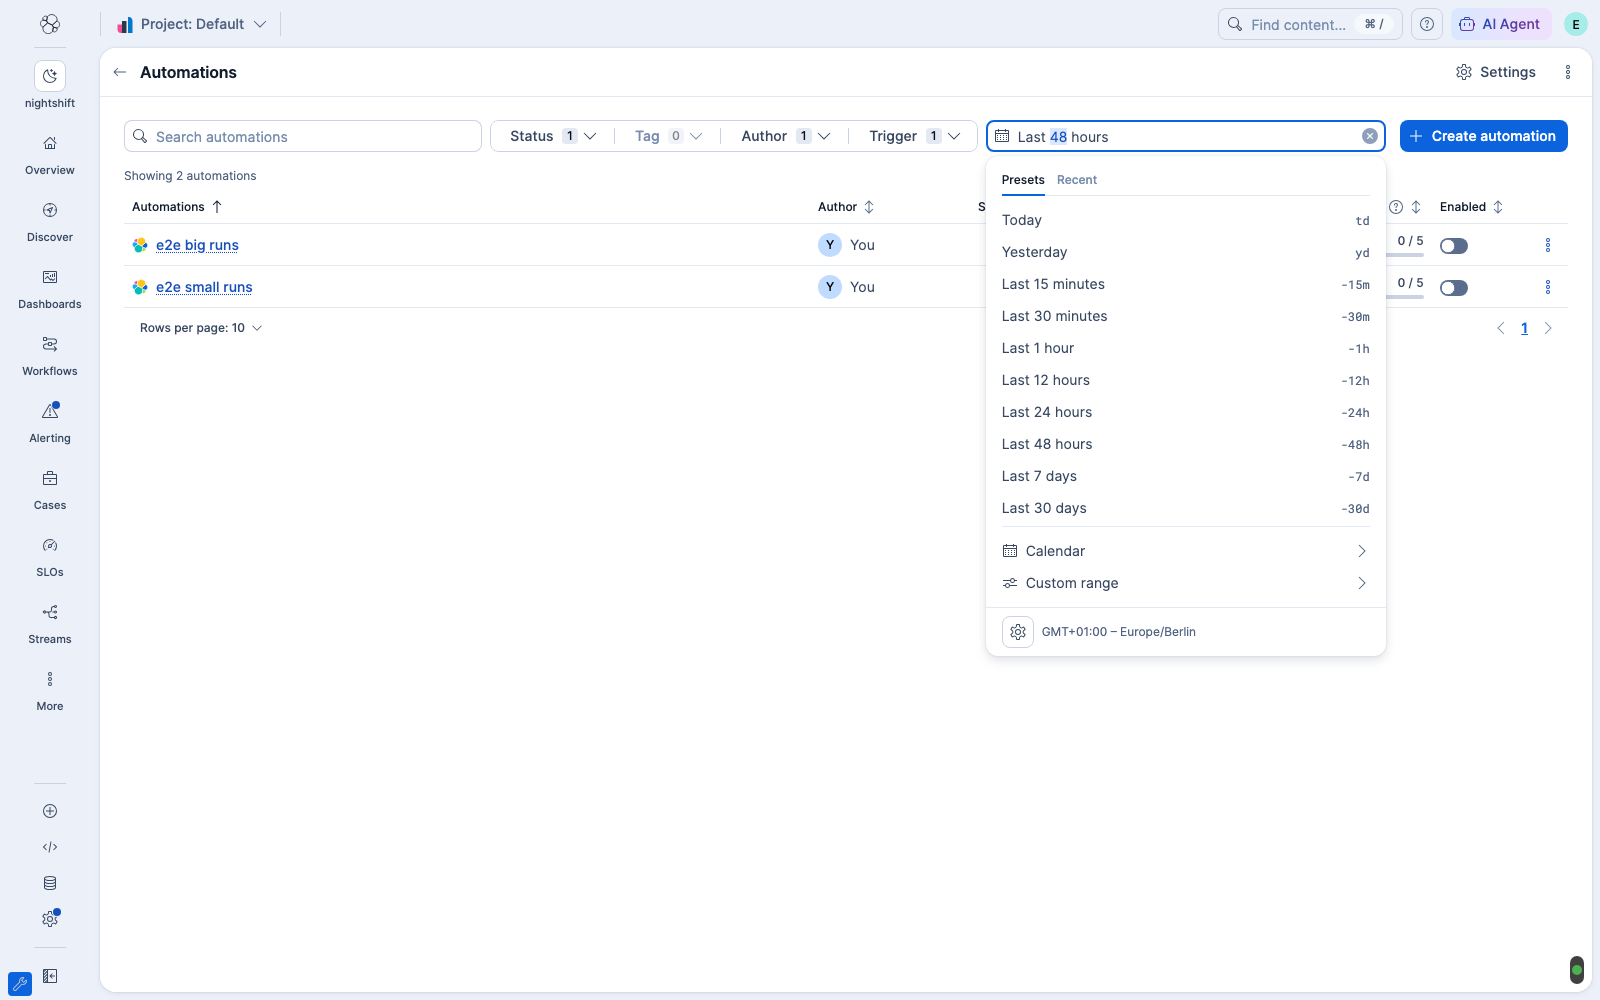 Project: Default
Find content...
⌘ /
AI Agent
E
nightshift
Overview
Discover
Dashboards
Workflows
Alerting
Cases
SLOs
Streams
More
Automations
Settings
Search automations
Status 1
Tag 0
Author 1
Trigger 1
Last 48 hours
Create automation
Showing 2 automations
Automations
Author
S
Enabled
e2e big runs
Y You
0 / 5
e2e small runs
Y You
0 / 5
Rows per page: 10
1
Presets Recent
Today td
Yesterday yd
Last 15 minutes -15m
Last 30 minutes -30m
Last 1 hour -1h
Last 12 hours -12h
Last 24 hours -24h
Last 48 hours -48h
Last 7 days -7d
Last 30 days -30d
Calendar
Custom range
GMT+01:00 – Europe/Berlin